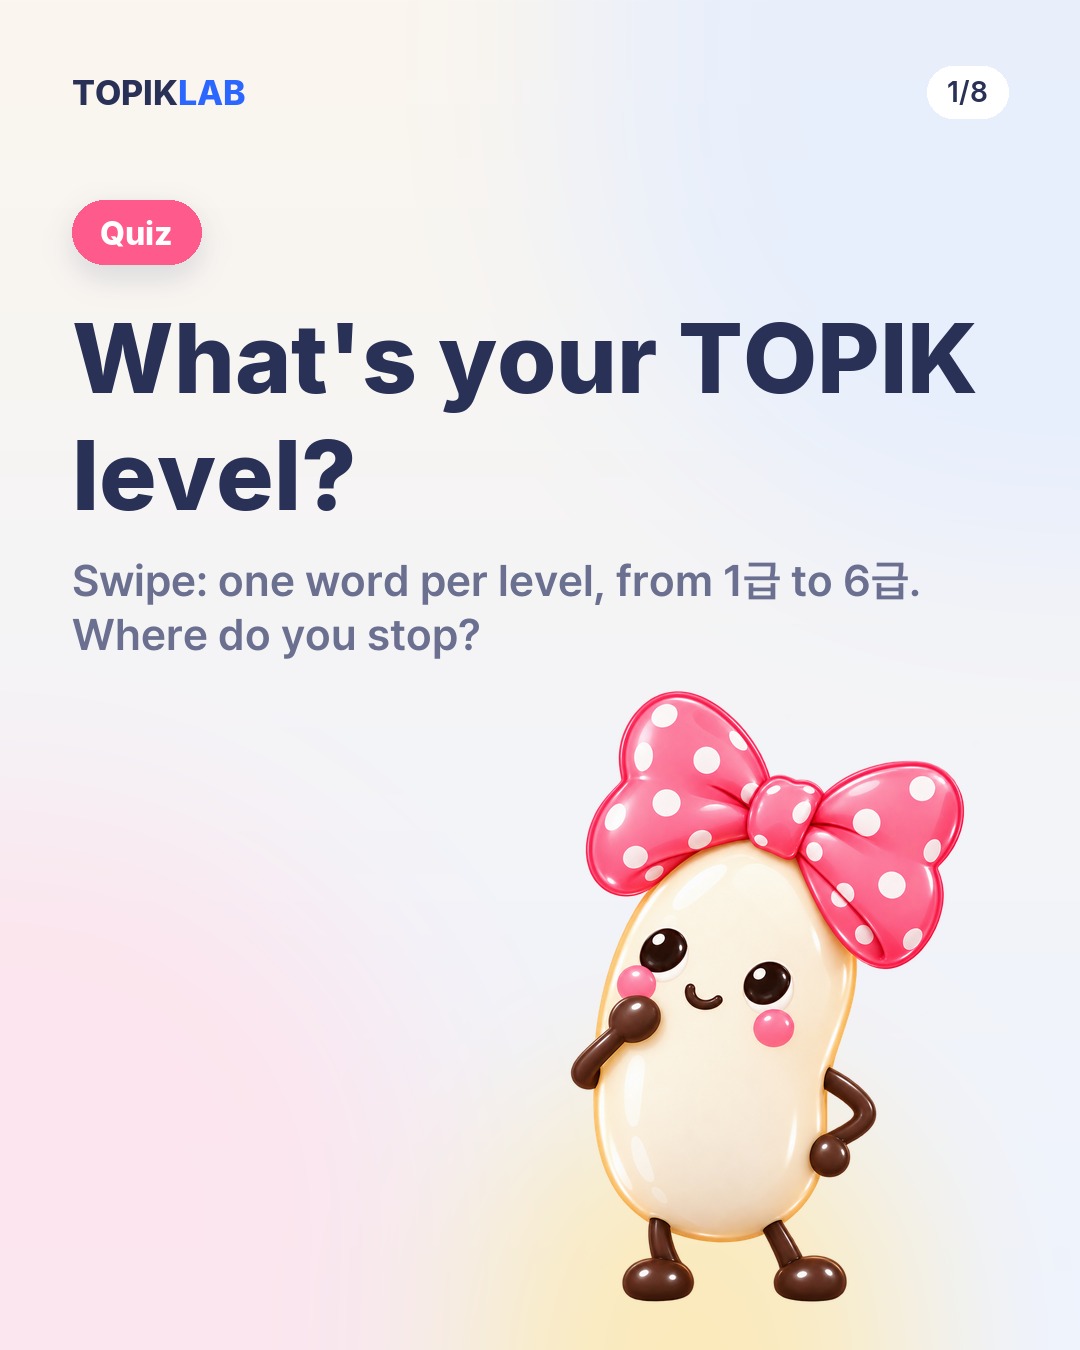 TOPIKLAB
1/8
Quiz
What's your TOPIK
level?
Swipe: one word per level, from 1급 to 6급.
Where do you stop?